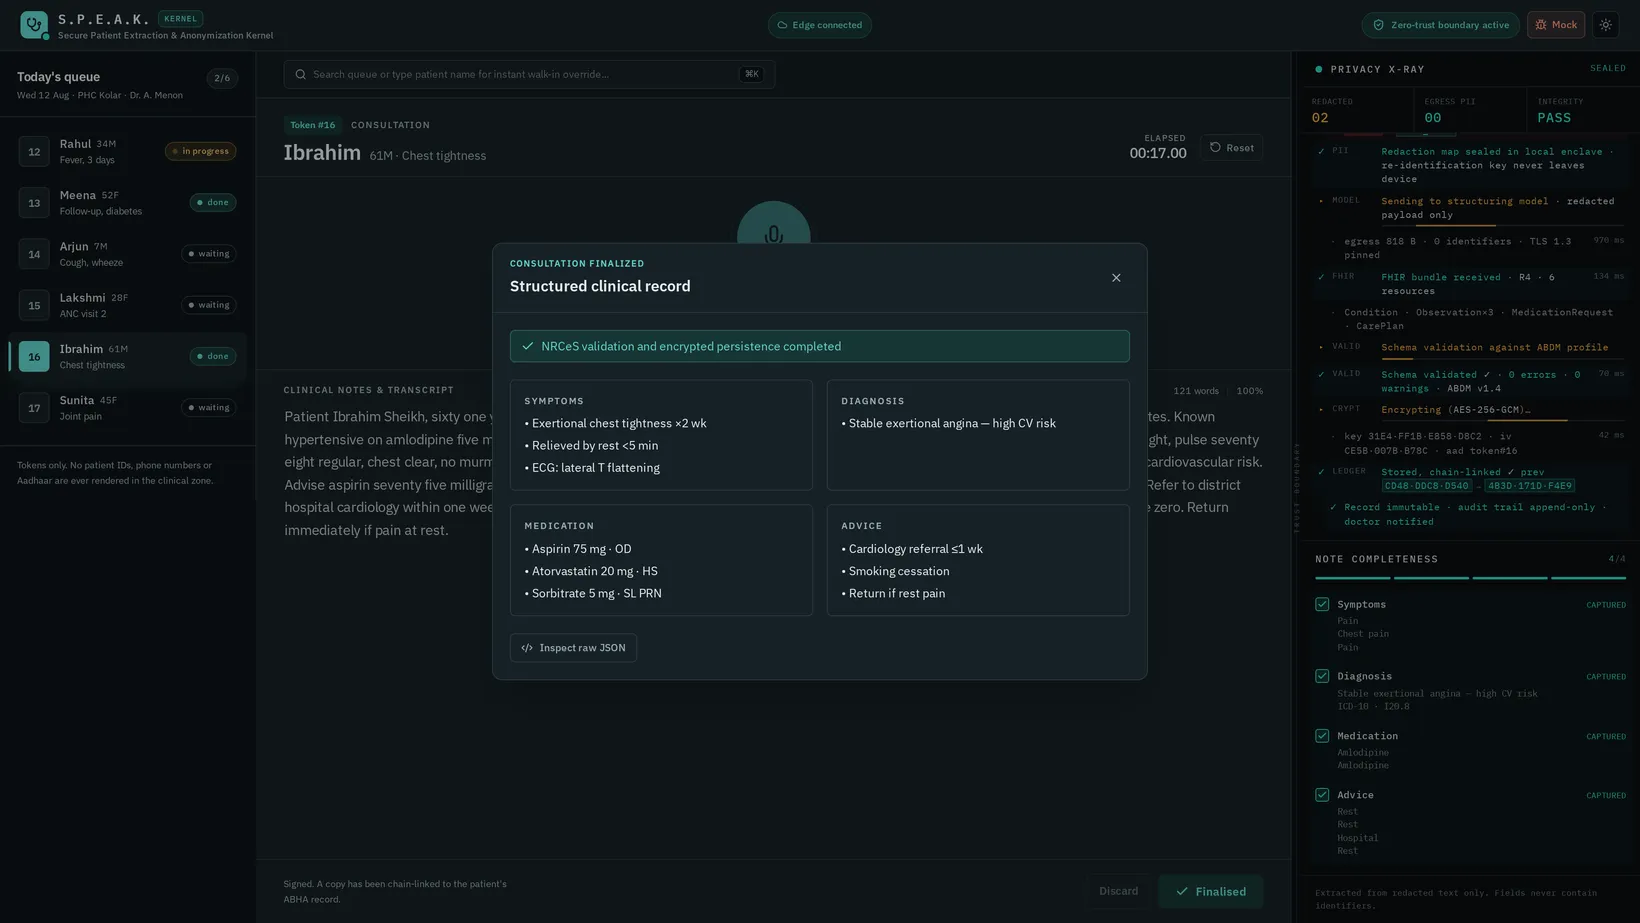 S.P.E.A.K. KERNEL
Secure Patient Extraction & Anonymization Kernel
Edge connected
Zero-trust boundary active
Mock
Today's queue
2/6
Wed 12 Aug · PHC Kolar · Dr. A. Menon
12
Rahul 34M
Fever, 3 days
in progress
13
Meena 52F
Follow-up, diabetes
done
14
Arjun 7M
Cough, wheeze
waiting
15
Lakshmi 28F
ANC visit 2
waiting
16
Ibrahim 61M
Chest tightness
done
17
Sunita 45F
Joint pain
waiting
Tokens only. No patient IDs, phone numbers or
Aadhaar are ever rendered in the clinical zone.
Search queue or type patient name for instant walk-in override...
⌘K
Token #16 CONSULTATION
Ibrahim 61M · Chest tightness
ELAPSED
00:17.00
Reset
CLINICAL NOTES & TRANSCRIPT
121 words
100%
Patient Ibrahim Sheikh, sixty one y
tes. Known
hypertensive on amlodipine five m
ght, pulse seventy
eight regular, chest clear, no murm
cardiovascular risk.
Advise aspirin seventy five milligra
Refer to district
hospital cardiology within one wee
e zero. Return
immediately if pain at rest.
CONSULTATION FINALIZED
Structured clinical record
✓ NRCeS validation and encrypted persistence completed
SYMPTOMS
• Exertional chest tightness ×2 wk
• Relieved by rest <5 min
• ECG: lateral T flattening
DIAGNOSIS
• Stable exertional angina — high CV risk
MEDICATION
• Aspirin 75 mg · OD
• Atorvastatin 20 mg · HS
• Sorbitrate 5 mg · SL PRN
ADVICE
• Cardiology referral ≤1 wk
• Smoking cessation
• Return if rest pain
</> Inspect raw JSON
Signed. A copy has been chain-linked to the patient's
ABHA record.
Discard
✓ Finalised
TRUST BOUNDARY
PRIVACY X-RAY
SEALED
REDACTED
02
EGRESS PII
00
INTEGRITY
PASS
✓ PII Redaction map sealed in local enclave ·
re-identification key never leaves
device
MODEL Sending to structuring model · redacted
payload only
· egress 818 B · 0 identifiers · TLS 1.3 970 ms
pinned
✓ FHIR FHIR bundle received · R4 · 6 134 ms
resources
· Condition · Observation×3 · MedicationRequest
· CarePlan
VALID Schema validation against ABDM profile
✓ VALID Schema validated ✓ · 0 errors · 0 70 ms
warnings · ABDM v1.4
CRYPT Encrypting (AES-256-GCM)…
· key 31E4·FF1B·E858·D8C2 · iv 42 ms
CE5B·007B·B78C · aad token#16
✓ LEDGER Stored, chain-linked ✓ prev
CD48·DDC8·D540 → 4B3D·171D·F4E9
✓ Record immutable · audit trail append-only ·
doctor notified
NOTE COMPLETENESS
4/4
Symptoms CAPTURED
Pain
Chest pain
Pain
Diagnosis CAPTURED
Stable exertional angina — high CV risk
ICD-10 · I20.8
Medication CAPTURED
Amlodipine
Amlodipine
Advice CAPTURED
Rest
Rest
Hospital
Rest
Extracted from redacted text only. Fields never contain
identifiers.